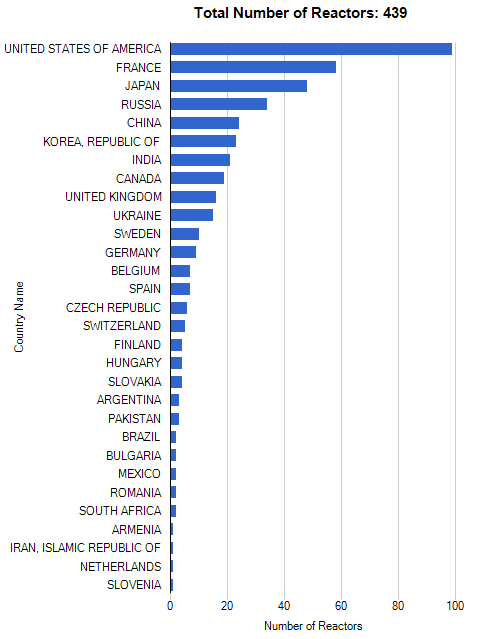 Total Number of Reactors: 439
UNITED STATES OF AMERICA
FRANCE
JAPAN
RUSSIA
CHINA
KOREA, REPUBLIC OF
INDIA
CANADA
UNITED KINGDOM
UKRAINE
SWEDEN
GERMANY
BELGIUM
SPAIN
CZECH REPUBLIC
SWITZERLAND
FINLAND
HUNGARY
SLOVAKIA
ARGENTINA
PAKISTAN
BRAZIL
BULGARIA
MEXICO
ROMANIA
SOUTH AFRICA
ARMENIA
IRAN, ISLAMIC REPUBLIC OF
NETHERLANDS
SLOVENIA
Country Name
0 20 40 60 80 100
Number of Reactors